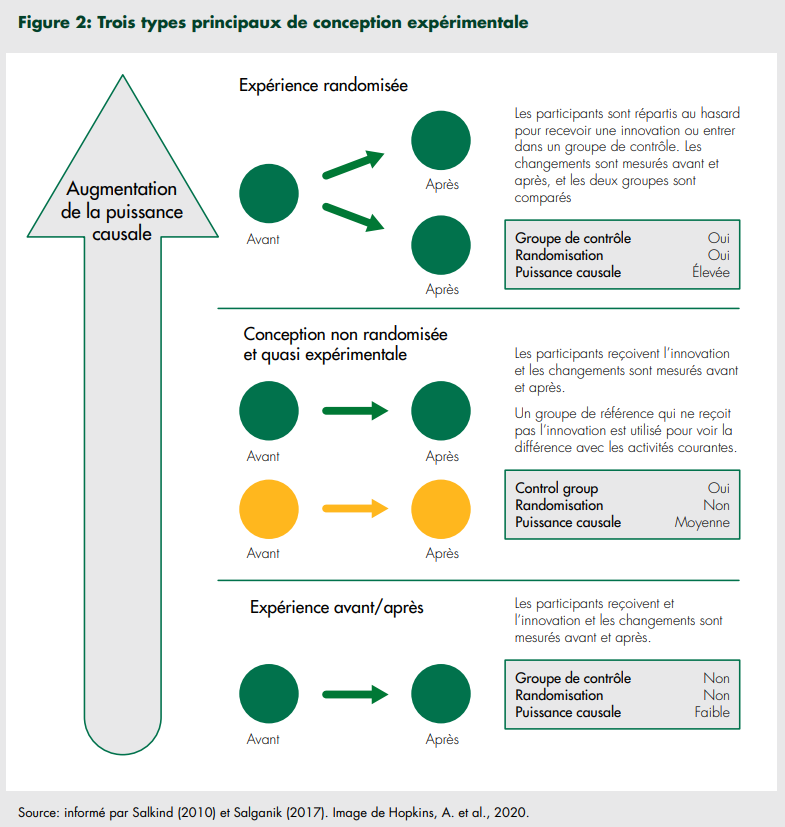 Figure 2: Trois types principaux de conception expérimentale
Augmentation
de la puissance
causale
Expérience randomisée
Avant
Après
Après
Les participants sont répartis au hasard
pour recevoir une innovation ou entrer
dans un groupe de contrôle. Les
changements sont mesurés avant et
après, et les deux groupes sont
comparés
Groupe de contrôle Oui
Randomisation Oui
Puissance causale Élevée
Conception non randomisée
et quasi expérimentale
Avant
Après
Avant
Après
Les participants reçoivent l’innovation
et les changements sont mesurés avant
et après.
Un groupe de référence qui ne reçoit
pas l’innovation est utilisé pour voir la
différence avec les activités courantes.
Control group Oui
Randomisation Non
Puissance causale Moyenne
Expérience avant/après
Avant
Après
Les participants reçoivent et
l’innovation et les changements sont
mesurés avant et après.
Groupe de contrôle Non
Randomisation Non
Puissance causale Faible
Source: informé par Salkind (2010) et Salganik (2017). Image de Hopkins, A. et al., 2020.